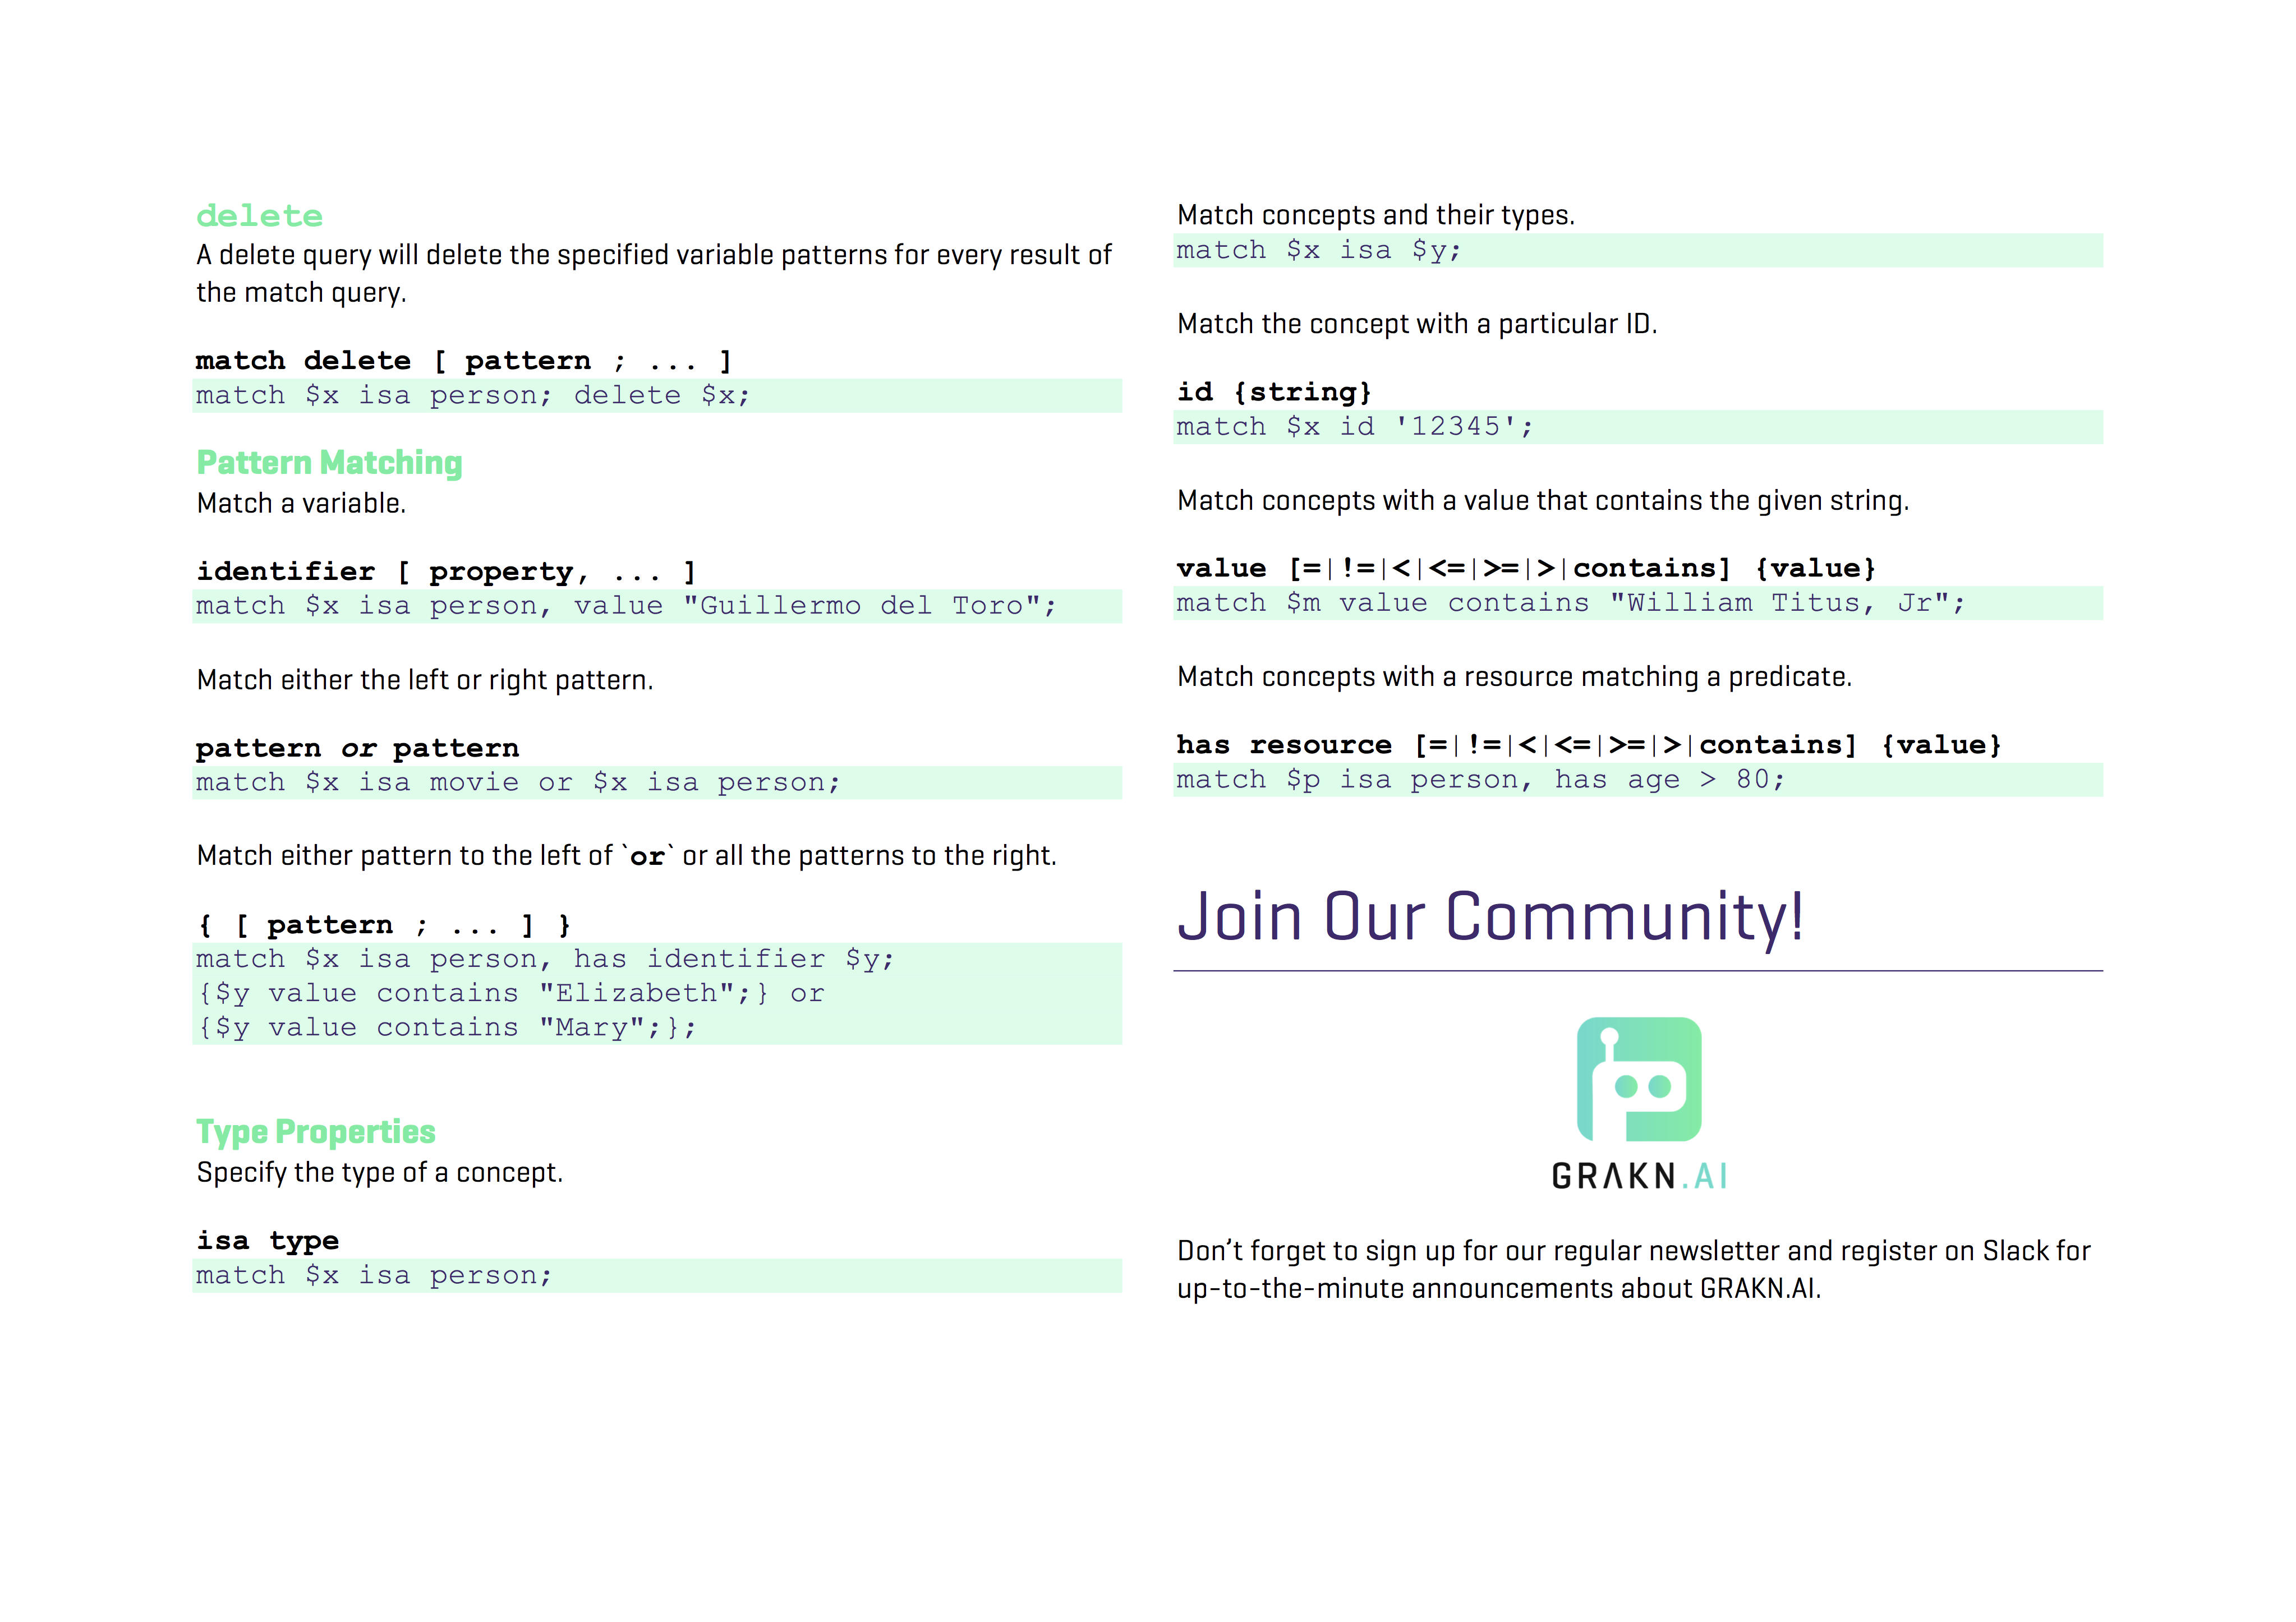 delete
A delete query will delete the specified variable patterns for every result of
the match query.
match delete [ pattern ; ... ]
match $x isa person; delete $x;
Pattern Matching
Match a variable.
identifier [ property, ... ]
match $x isa person, value "Guillermo del Toro";
Match either the left or right pattern.
pattern or pattern
match $x isa movie or $x isa person;
Match either pattern to the left of `or` or all the patterns to the right.
{ [ pattern ; ... ] }
match $x isa person, has identifier $y;
{$y value contains "Elizabeth";} or
{$y value contains "Mary";};
Type Properties
Specify the type of a concept.
isa type
match $x isa person;
Match concepts and their types.
match $x isa $y;
Match the concept with a particular ID.
id {string}
match $x id '12345';
Match concepts with a value that contains the given string.
value [=|!=|<|<=|>=|>|contains] {value}
match $m value contains "William Titus, Jr";
Match concepts with a resource matching a predicate.
has resource [=|!=|<|<=|>=|>|contains] {value}
match $p isa person, has age > 80;
Join Our Community!
GRAKN.AI
Don’t forget to sign up for our regular newsletter and register on Slack for
up-to-the-minute announcements about GRAKN.AI.